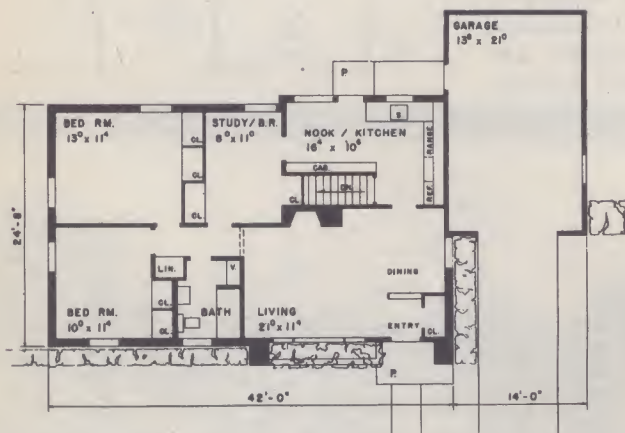 GARAGE
13⁸ x 21⁰
P.
BED RM.
13⁰ x 11⁴
CL.
STUDY/B.R.
8⁰ x 11⁰
NOOK / KITCHEN
16⁴ x 10⁶
S
RANGE
REF.
CL.
CAB.
DN.
CL.
CL.
24'-8"
LIN.
V.
DINING
BED RM.
10⁰ x 11⁴
CL.
CL.
BATH
LIVING
21⁰ x 11⁴
ENTRY
CL.
P.
42'-0"
14'-0"